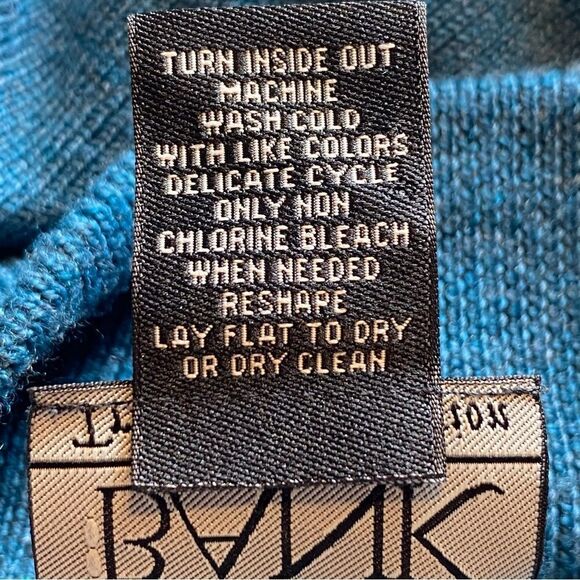 TURN INSIDE OUT
MACHINE
WASH COLD
WITH LIKE COLORS
DELICATE CYCLE
ONLY NON
CHLORINE BLEACH
WHEN NEEDED
RESHAPE
LAY FLAT TO DRY
OR DRY CLEAN
BANK